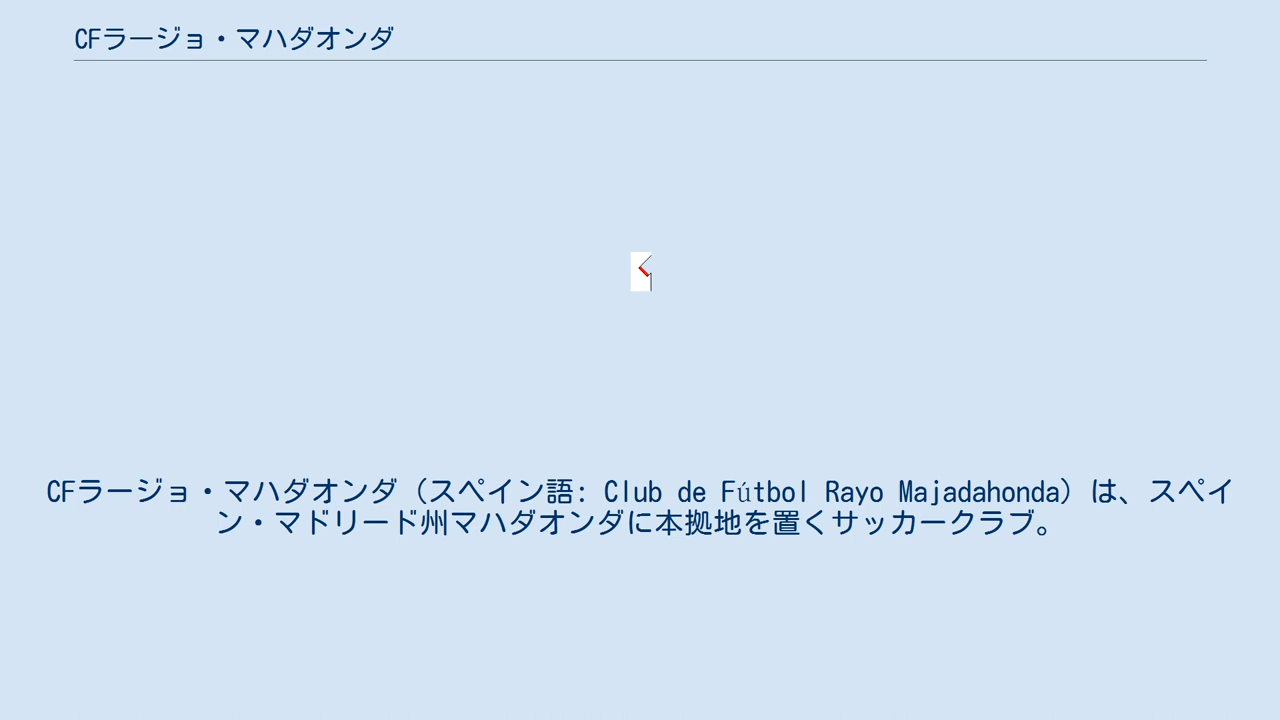 CFラージョ・マハダオンダ
CFラージョ・マハダオンダ（スペイン語: Club de Fútbol Rayo Majadahonda）は、スペイ
ン・マドリード州マハダオンダに本拠地を置くサッカークラブ。